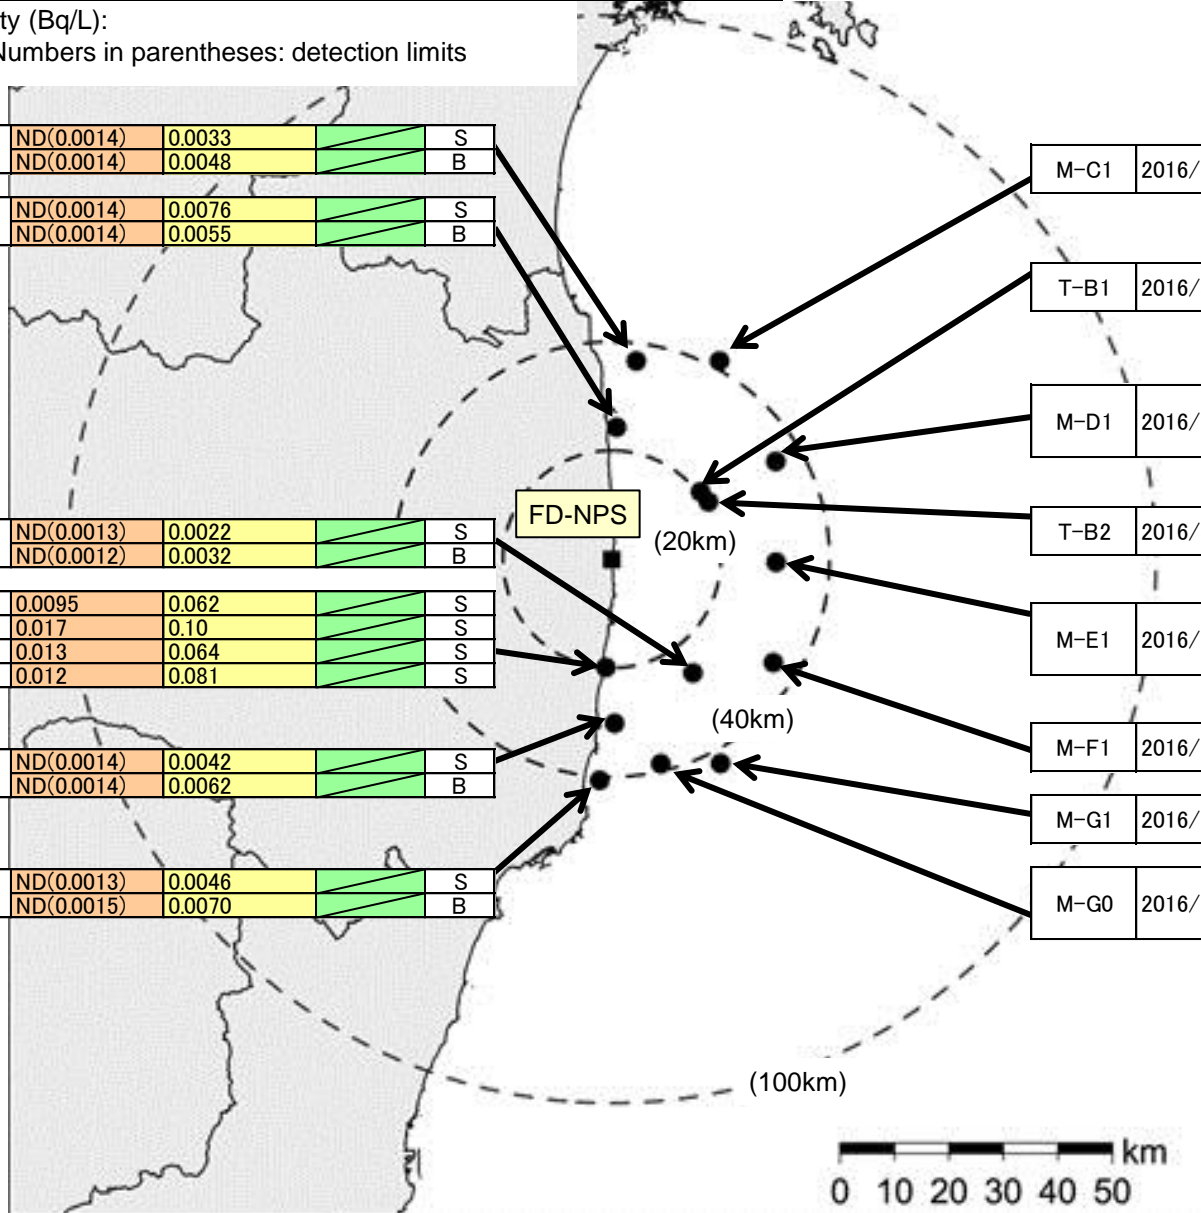 ty (Bq/L):
Numbers in parentheses: detection limits
ND(0.0014) 0.0033 S
ND(0.0014) 0.0048 B
ND(0.0014) 0.0076 S
ND(0.0014) 0.0055 B
M-C1 2016/
T-B1 2016/
M-D1 2016/
FD-NPS
(20km)
T-B2 2016/
ND(0.0013) 0.0022 S
ND(0.0012) 0.0032 B
0.0095 0.062 S
0.017 0.10 S
0.013 0.064 S
0.012 0.081 S
M-E1 2016/
(40km)
M-F1 2016/
ND(0.0014) 0.0042 S
ND(0.0014) 0.0062 B
M-G1 2016/
ND(0.0013) 0.0046 S
ND(0.0015) 0.0070 B
M-G0 2016/
(100km)
km
0 10 20 30 40 50